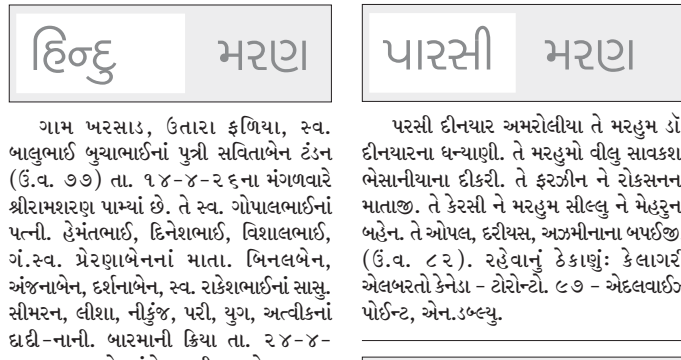 હિન્દુ મરણ
ગામ ખરસાડ, ઉતારા ફળિયા, સ્વ.
બાલુભાઈ બુચાભાઈનાં પુત્રી સવિતાબેન ટંડન
(ઉ.વ. ૭૭) તા. ૧૪-૪-૨૬ના મંગળવારે
શ્રીરામશરણ પામ્યાં છે. તે સ્વ. ગોપાલભાઈનાં
પત્ની. હેમંતભાઈ, દિનેશભાઈ, વિશાલભાઈ,
ગં.સ્વ. પ્રેરણાબેનનાં માતા. બિનલબેન,
અંજનાબેન, દર્શનાબેન, સ્વ. રાકેશભાઈનાં સાસુ.
સીમરન, લીશા, નીકુંજ, પરી, યુગ, અત્વીકનાં
દાદી-નાની. બારમાની ક્રિયા તા. ૨૪-૪-
પારસી મરણ
પરસી દીનયાર અમરોલીયા તે મરહુમ ડૉ
દીનયારના ધન્યાણી. તે મરહુમો વીલુ સાવકશ
ભેસાનીયાના દીકરી. તે ફરઝીન ને રોકસનન
માતાજી. તે કેરસી ને મરહુમ સીલ્લુ ને મેહરુન
બહેન. તે ઓપલ, દરીયસ, અઝમીનાના બપઈજી
(ઉ.વ. ૮૨). રહેવાનું ઠેકાણું: કેલાગરી
એલબરતો કેનેડા - ટોરોન્ટો. ૯૭ - એદલવાઈઝ
પોઈન્ટ, એન.ડબ્લ્યુ.